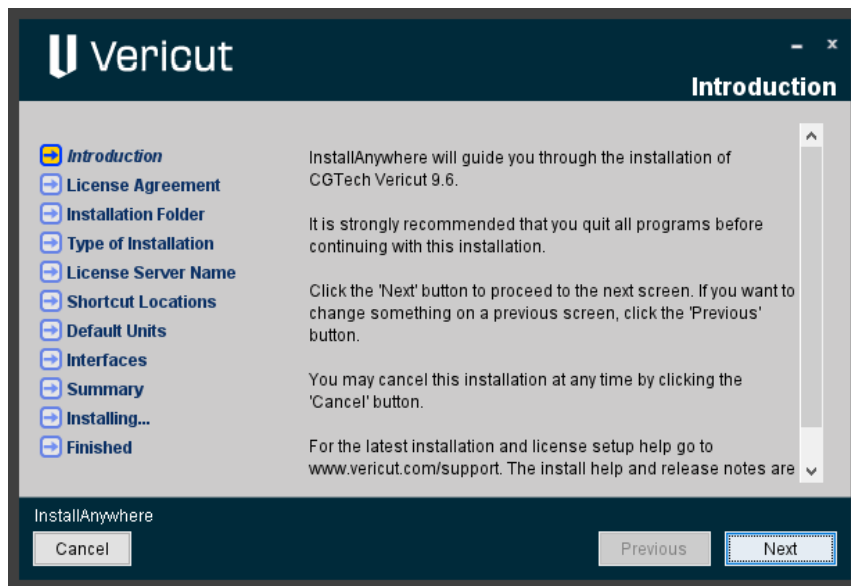 Vericut
Introduction
Introduction
License Agreement
Installation Folder
Type of Installation
License Server Name
Shortcut Locations
Default Units
Interfaces
Summary
Installing...
Finished
InstallAnywhere will guide you through the installation of
CGTech Vericut 9.6.
It is strongly recommended that you quit all programs before
continuing with this installation.
Click the 'Next' button to proceed to the next screen. If you want to
change something on a previous screen, click the 'Previous'
button.
You may cancel this installation at any time by clicking the
'Cancel' button.
For the latest installation and license setup help go to
www.vericut.com/support. The install help and release notes are
InstallAnywhere
Cancel
Previous
Next